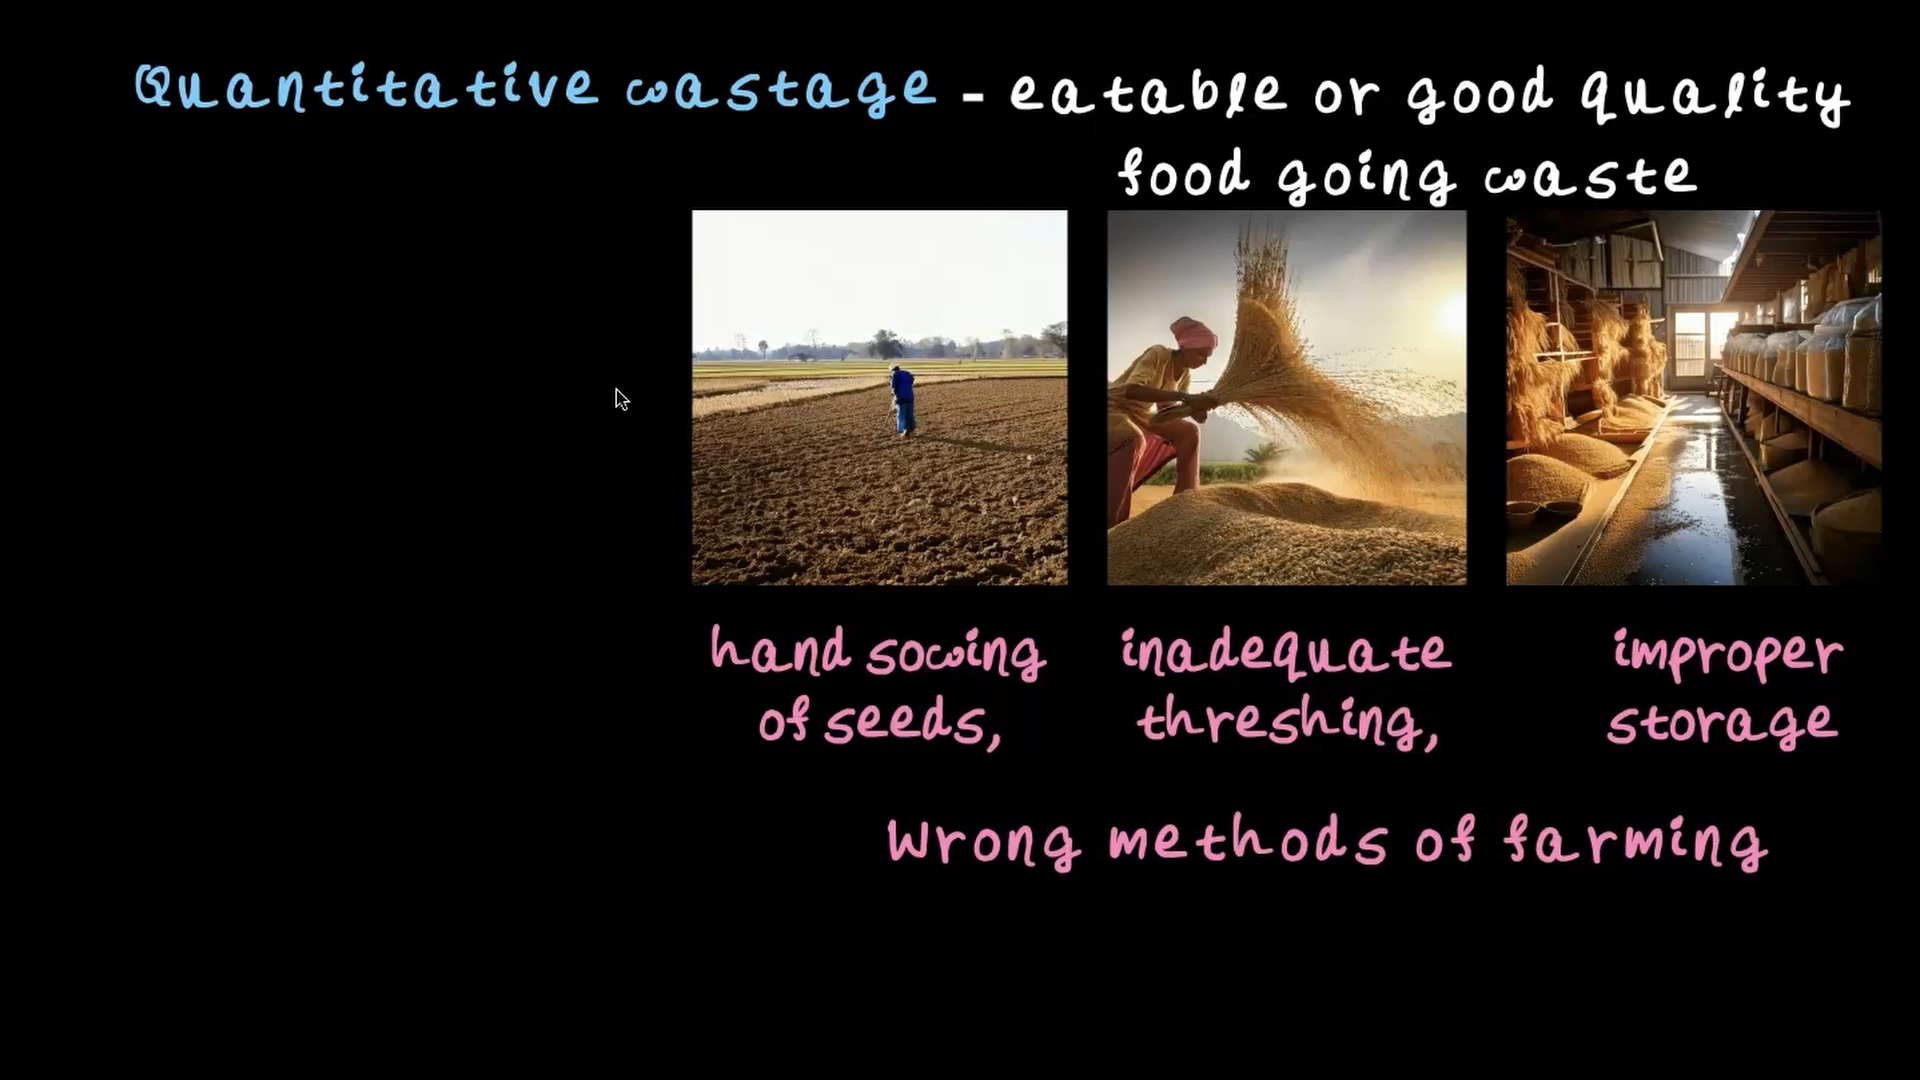 Quantitative wastage - eatable or good quality
food going waste
hand sowing
of seeds,
inadequate
threshing,
improper
storage
Wrong methods of farming